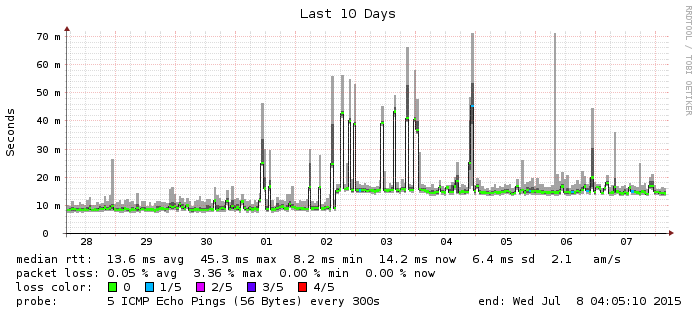 Last 10 Days
RRDTOOL / TOBI OETIKER
Seconds
70 m
60 m
50 m
40 m
30 m
20 m
10 m
0
28 29 30 01 02 03 04 05 06 07
median rtt: 13.6 ms avg 45.3 ms max 8.2 ms min 14.2 ms now 6.4 ms sd 2.1 am/s
packet loss: 0.05 % avg 3.36 % max 0.00 % min 0.00 % now
loss color: 0 1/5 2/5 3/5 4/5
probe: 5 ICMP Echo Pings (56 Bytes) every 300s end: Wed Jul 8 04:05:10 2015